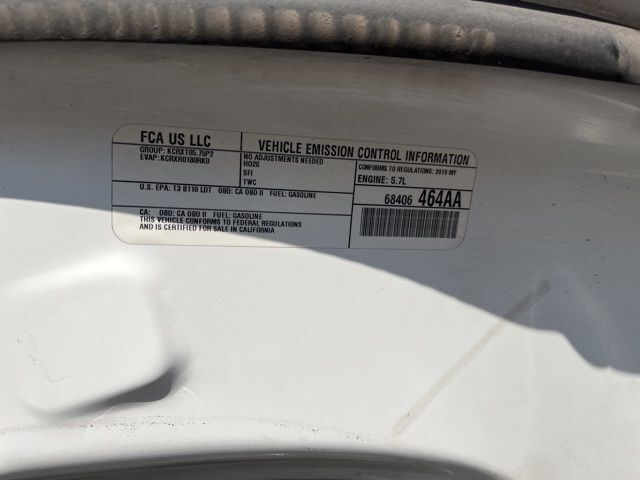 FCA US LLC
GROUP: KCRXT05.75P2
EVAP: KCRXR0180RK0
VEHICLE EMISSION CONTROL INFORMATION
NO ADJUSTMENTS NEEDED
HO2S
SFI
TWC
CONFORMS TO REGULATIONS: 2019 MY
ENGINE: 5.7L
U.S. EPA: T3 B110 LDT OBD: CA OBD II FUEL: GASOLINE
68406 464AA
CA: OBD: CA OBD II FUEL: GASOLINE
THIS VEHICLE CONFORMS TO FEDERAL REGULATIONS
AND IS CERTIFIED FOR SALE IN CALIFORNIA